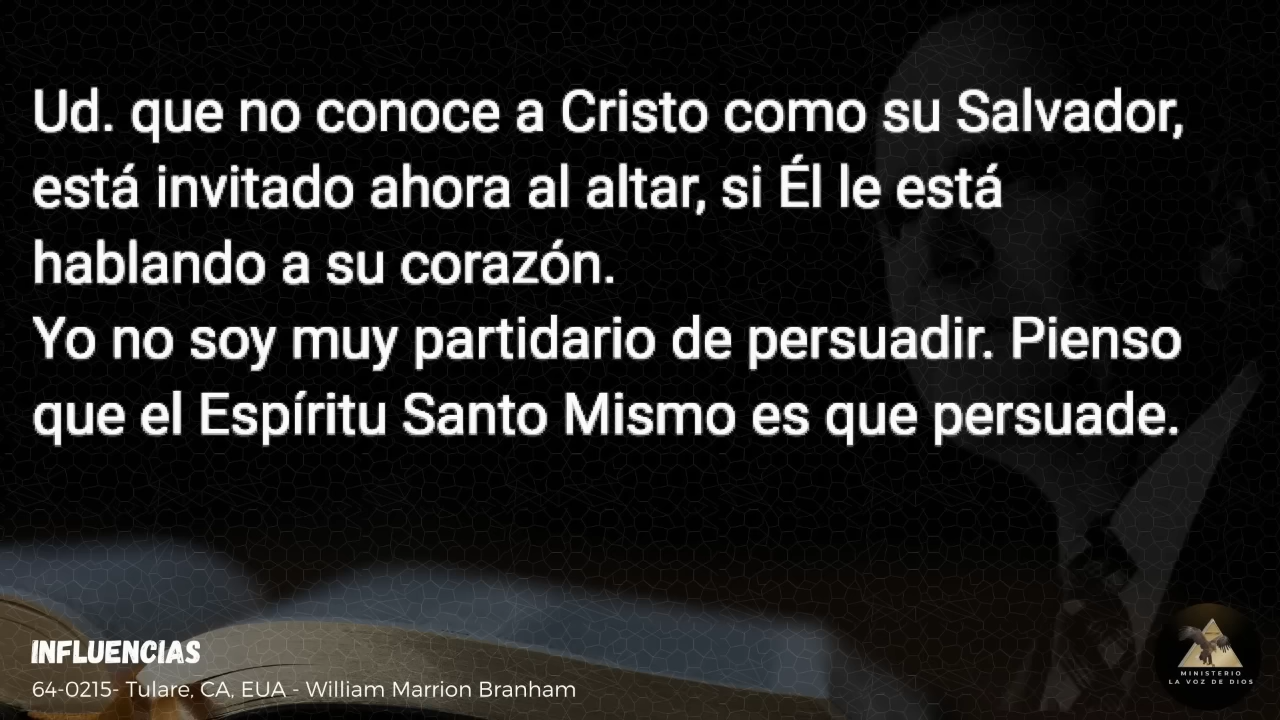 Ud. que no conoce a Cristo como su Salvador,
está invitado ahora al altar, si Él le está
hablando a su corazón.
Yo no soy muy partidario de persuadir. Pienso
que el Espíritu Santo Mismo es que persuade.
INFLUENCIAS
64-0215- Tulare, CA, EUA - William Marrion Branham
MINISTERIO
LA VOZ DE DIOS